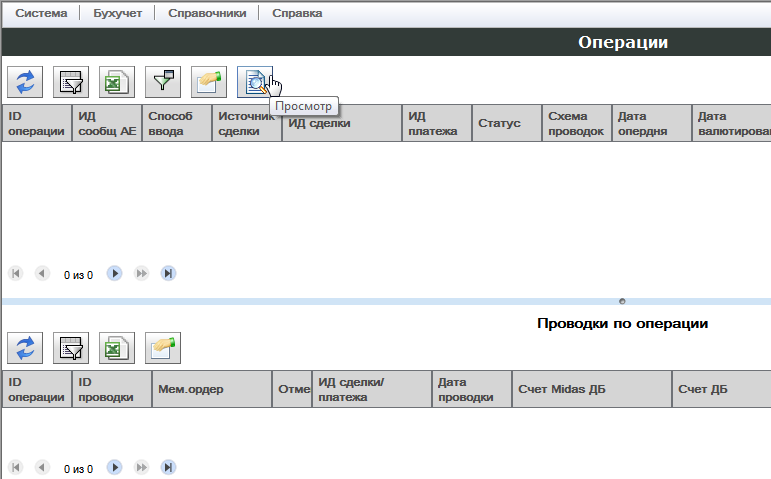 Система Бухучет Справочники Справка
Операции
Просмотр
ID операции ИД сообщ АЕ Способ ввода Источник сделки ИД сделки ИД платежа Статус Схема проводок Дата опердня Дата валютирован
0 из 0
Проводки по операции
ID операции ID проводки Мем.ордер Отме ИД сделки/ платежа Дата проводки Счет Midas ДБ Счет ДБ
0 из 0